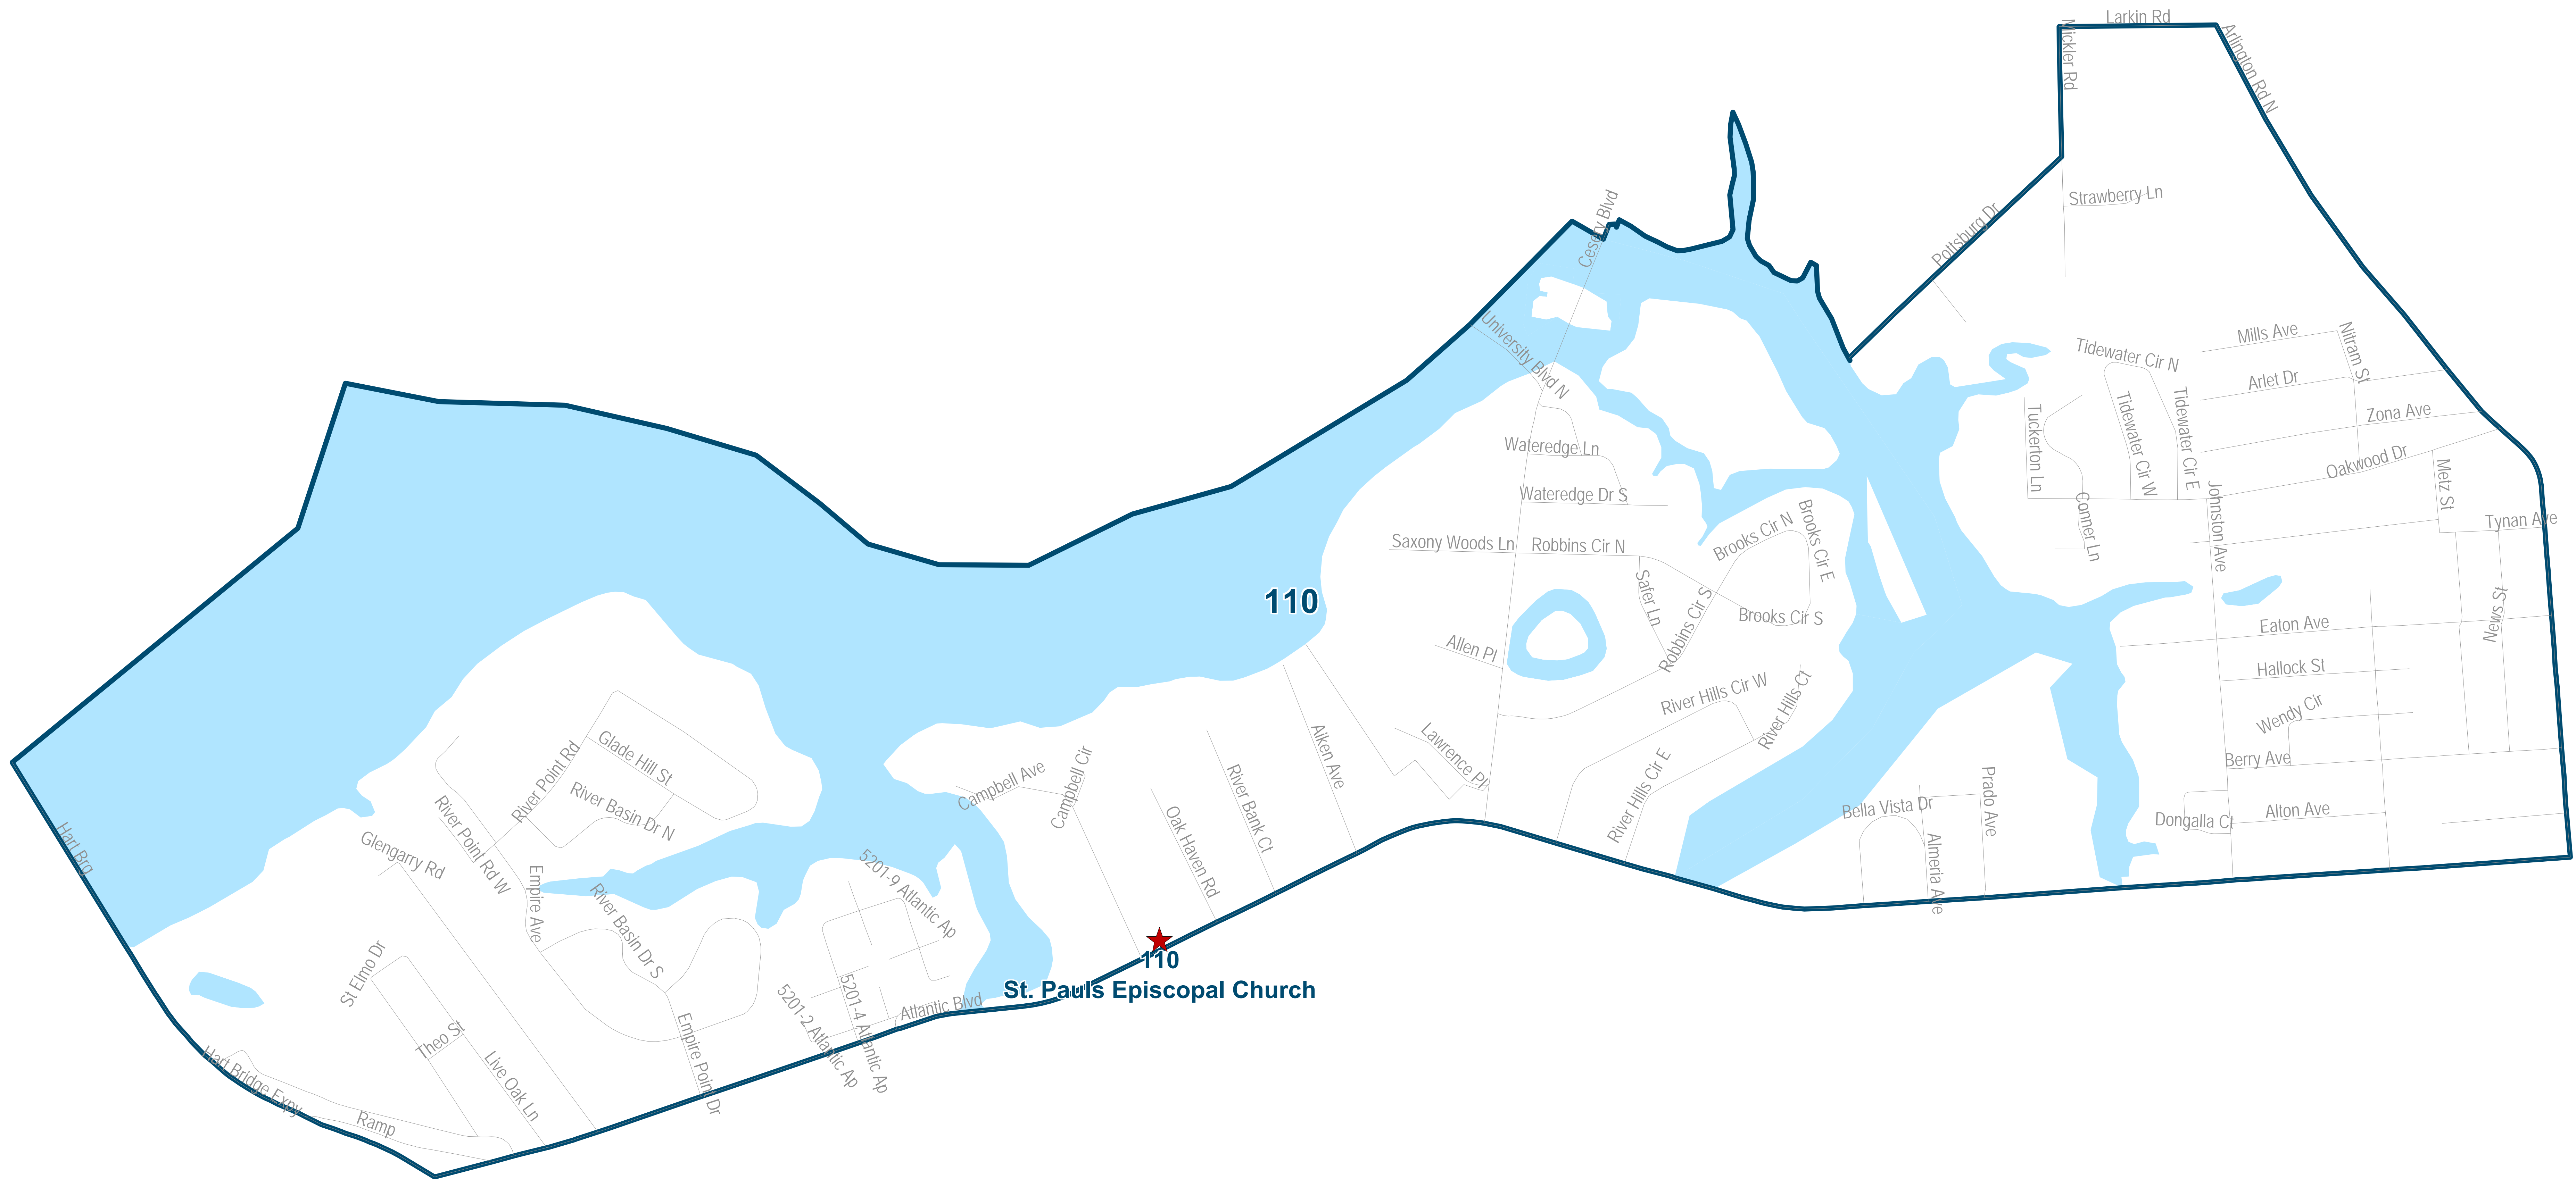 Larkin Rd
Mickler Rd
Arlington Rd N
Strawberry Ln
Pottsburg Dr
Cesery Blvd
University Blvd N
Mills Ave
Nitram St
Tidewater Cir N
Arlet Dr
Zona Ave
Tuckerton Ln
Tidewater Cir W
Tidewater Cir E
Oakwood Dr
Wateredge Ln
Wateredge Dr S
Metz St
Conner Ln
Johnston Ave
Tynan Ave
Saxony Woods Ln
Robbins Cir N
Brooks Cir N
Brooks Cir E
Safer Ln
Robbins Cir S
Brooks Cir S
110
News St
Eaton Ave
Allen Pl
Hallock St
River Hills Cir W
River Hills Ct
Wendy Cir
Berry Ave
Aiken Ave
Lawrence Pl
River Hills Cir E
Glade Hill St
River Point Rd
River Basin Dr N
Campbell Ave
Campbell Cir
River Bank Ct
Oak Haven Rd
Bella Vista Dr
Prado Ave
Almeria Ave
Dongalla Ct
Alton Ave
Hart Brg
Glengarry Rd
River Point Rd W
Empire Ave
River Basin Dr S
5201-9 Atlantic Ap
St Elmo Dr
110
St. Pauls Episcopal Church
Atlantic Blvd
5201-2 Atlantic Ap
5201-4 Atlantic Ap
Empire Point Dr
Theo St
Live Oak Ln
Hart Bridge Expy
Ramp